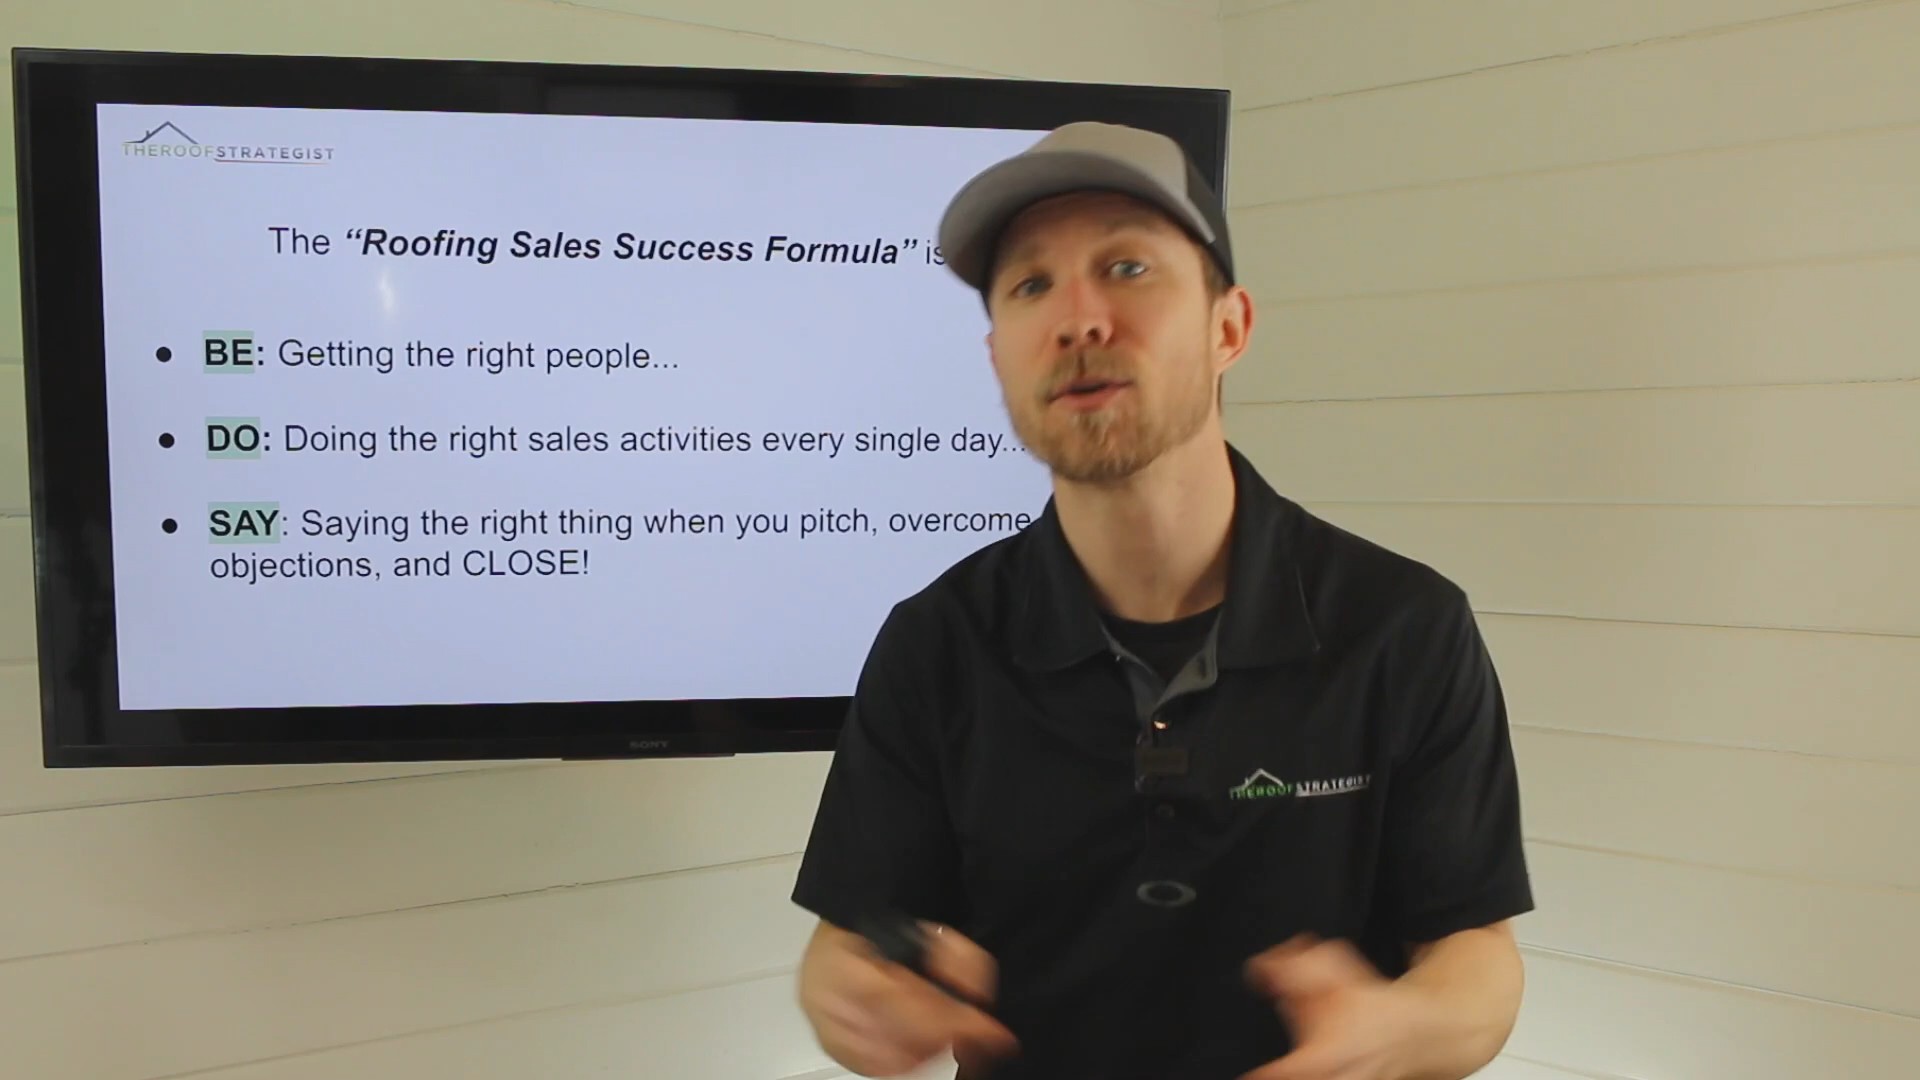 THEROOFSTRATEGIST
The “Roofing Sales Success Formula” is
● BE: Getting the right people...
● DO: Doing the right sales activities every single day...
● SAY: Saying the right thing when you pitch, overcome
objections, and CLOSE!
SONY
THEROOFSTRATEGIST